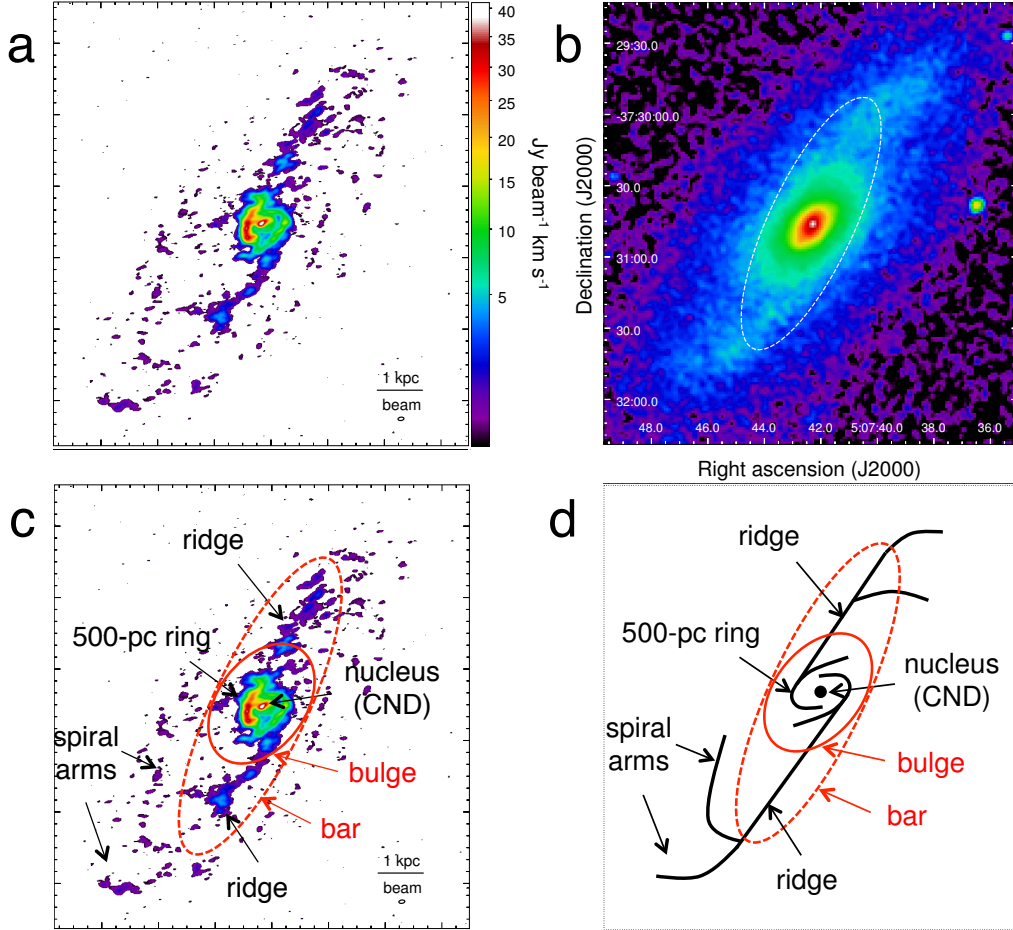 a
40
35
30
25
20
15
10
5
Jy beam⁻¹ km s⁻¹
1 kpc
beam
b
29:30.0
-37:30:00.0
30.0
31:00.0
30.0
32:00.0
Declination (J2000)
48.0 46.0 44.0 42.0 5:07:40.0 38.0 36.0
Right ascension (J2000)
c
ridge
500-pc ring
nucleus
(CND)
spiral
arms
bulge
bar
ridge
1 kpc
beam
d
ridge
500-pc ring
nucleus
(CND)
spiral
arms
bulge
bar
ridge